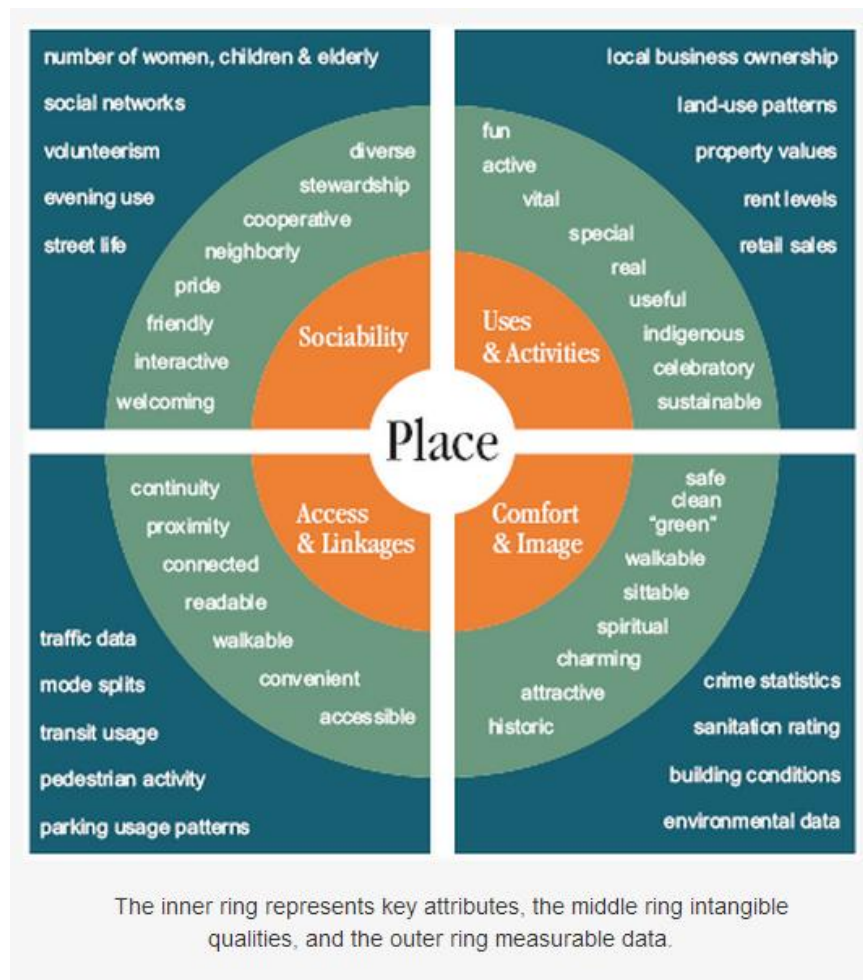 number of women, children & elderly
social networks
volunteerism
evening use
street life
diverse
stewardship
cooperative
neighborly
pride
friendly
interactive
welcoming
Sociability
local business ownership
land-use patterns
property values
rent levels
retail sales
fun
active
vital
special
real
useful
indigenous
celebratory
sustainable
Uses
& Activities
Place
continuity
proximity
connected
readable
walkable
convenient
accessible
Access
& Linkages
traffic data
mode splits
transit usage
pedestrian activity
parking usage patterns
Comfort
& Image
safe
clean
"green"
walkable
sittable
spiritual
charming
attractive
historic
crime statistics
sanitation rating
building conditions
environmental data
The inner ring represents key attributes, the middle ring intangible
qualities, and the outer ring measurable data.